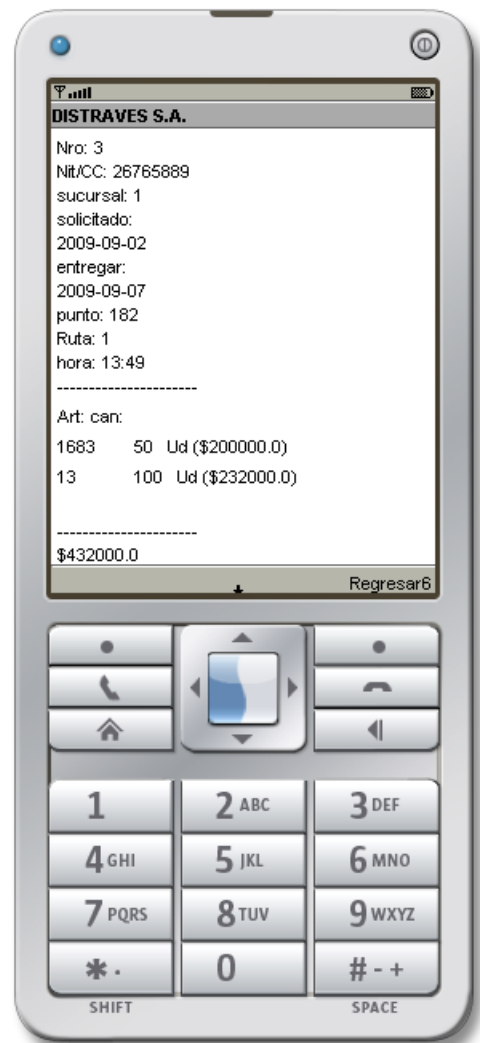 DISTRAVES S.A.
Nro: 3
Nit/CC: 26765889
sucursal: 1
solicitado:
2009-09-02
entregar:
2009-09-07
punto: 182
Ruta: 1
hora: 13:49
----------------------
Art: can:
1683 50 Ud ($200000.0)
13 100 Ud ($232000.0)
----------------------
$432000.0
Regresar6
1 2 ABC 3 DEF
4 GHI 5 JKL 6 MNO
7 PQRS 8 TUV 9 WXYZ
* . 0 # - +
SHIFT SPACE